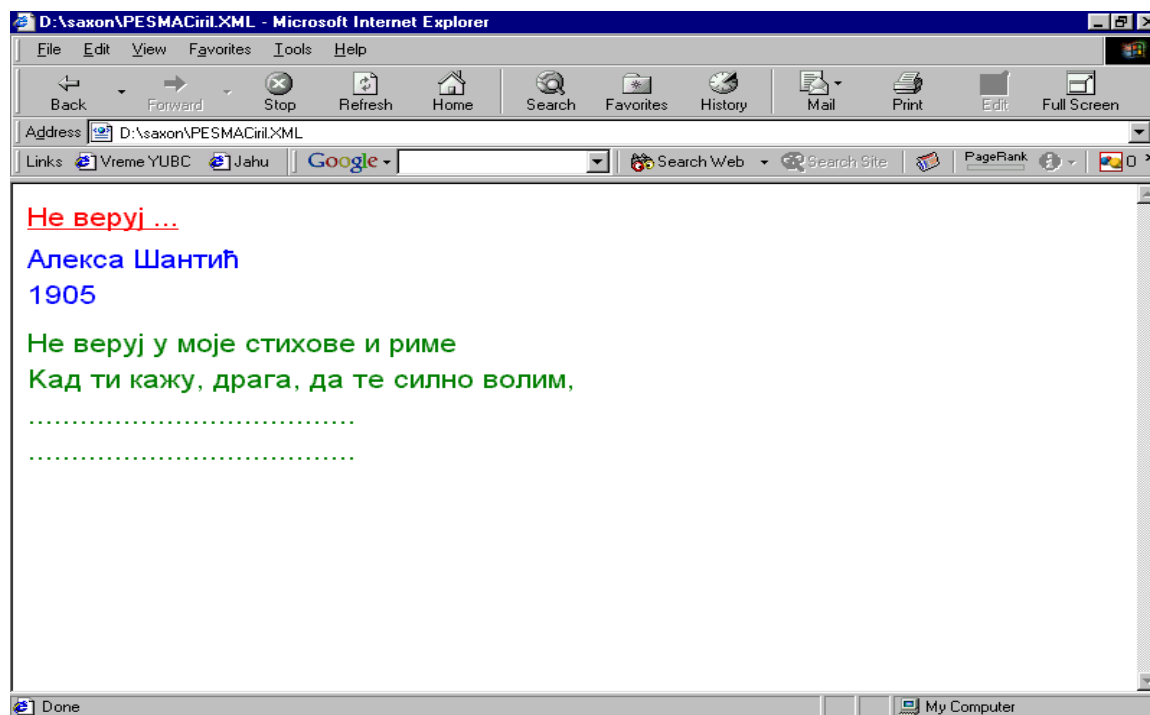 D:\saxon\PESMACiril.XML - Microsoft Internet Explorer
File Edit View Favorites Tools Help
Back Forward Stop Refresh Home Search Favorites History Mail Print Edit Full Screen
Address D:\saxon\PESMACiril.XML
Links Vreme YUBC Jahu Google Search Web Search Site PageRank 0
Не веруј ...
Алекса Шантић
1905
Не веруј у моје стихове и риме
Кад ти кажу, драга, да те силно волим,
......................................
......................................
Done My Computer